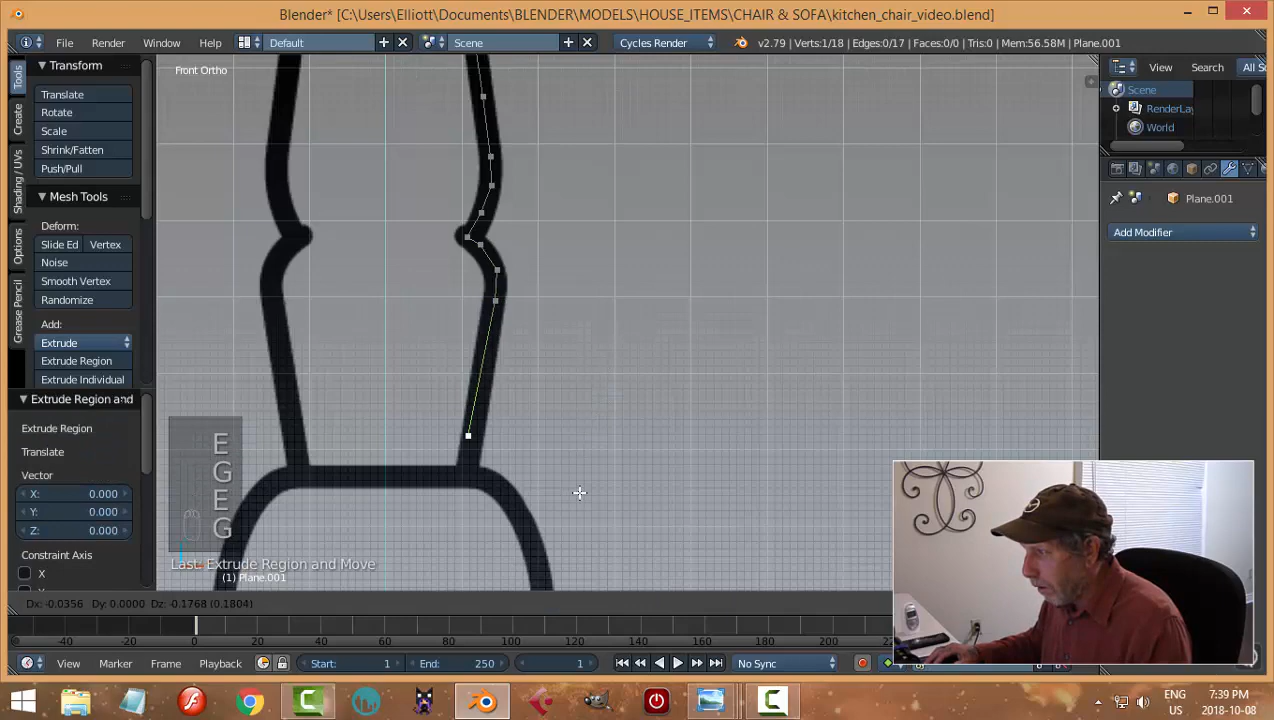 Blender* [C:\Users\Elliott\Documents\BLENDER\MODELS\HOUSE_ITEMS\CHAIR & SOFA\kitchen_chair_video.blend]
File Render Window Help Default Scene Cycles Render v2.79 | Verts:1/18 | Edges:0/17 | Faces:0/0 | Tris:0 | Mem:56.58M | Plane.001
View Search All S
Front Ortho
Tools
Create
Shading / UVs
Options
Grease Pencil
Transform
Translate
Rotate
Scale
Shrink/Fatten
Push/Pull
Mesh Tools
Deform:
Slide Ed Vertex
Noise
Smooth Vertex
Randomize
Add:
Extrude
Extrude Region
Extrude Individual
Extrude Region and
Extrude Region
Translate
Vector
X: 0.000
Y: 0.000
Z: 0.000
Constraint Axis
X
E
G
E
G
Last: Extrude Region and Move
(1) Plane.001
Scene
RenderLay
World
Plane.001
Add Modifier
Dx: -0.0356 Dy: 0.0000 Dz: -0.1768 (0.1804)
-40 -20 0 20 40 60 80 100 120 140 160 180 200
View Marker Frame Playback Start: 1 End: 250 1 No Sync
ENG
US
7:39 PM
2018-10-08